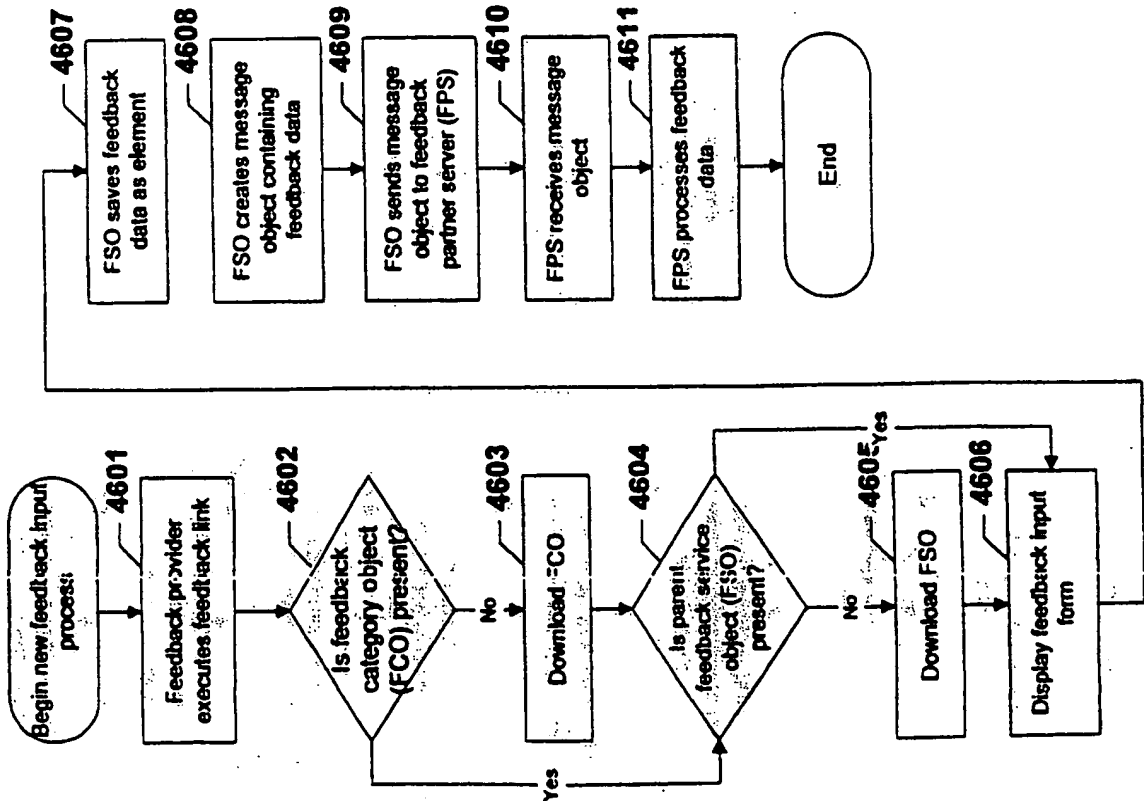 Begin new feedback input
process
4601
Feedback provider
executes feedback link
4602
Is feedback
category object
(FCO) present?
Yes
No
4603
Download FCO
4604
Is parent
feedback service
object (FSO)
present?
Yes
No
4605
Download FSO
4606
Display feedback input
form
4607
FSO saves feedback
data as element
4608
FSO creates message
object containing
feedback data
4609
FSO sends message
object to feedback
partner server (FPS)
4610
FPS receives message
object
4611
FPS processes feedback
data
End